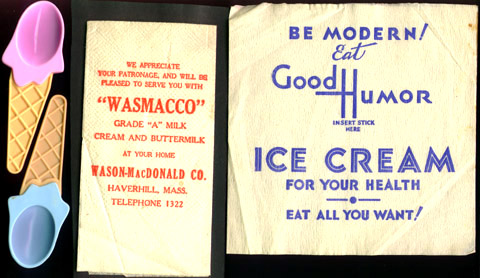 WE APPRECIATE
YOUR PATRONAGE, AND WILL BE
PLEASED TO SERVE YOU WITH
"WASMACCO"
GRADE "A" MILK
CREAM AND BUTTERMILK
AT YOUR HOME
WASON-MACDONALD CO.
HAVERHILL, MASS.
TELEPHONE 1322
BE MODERN!
Eat
Good
HUMOR
INSERT STICK
HERE
ICE CREAM
FOR YOUR HEALTH
EAT ALL YOU WANT!